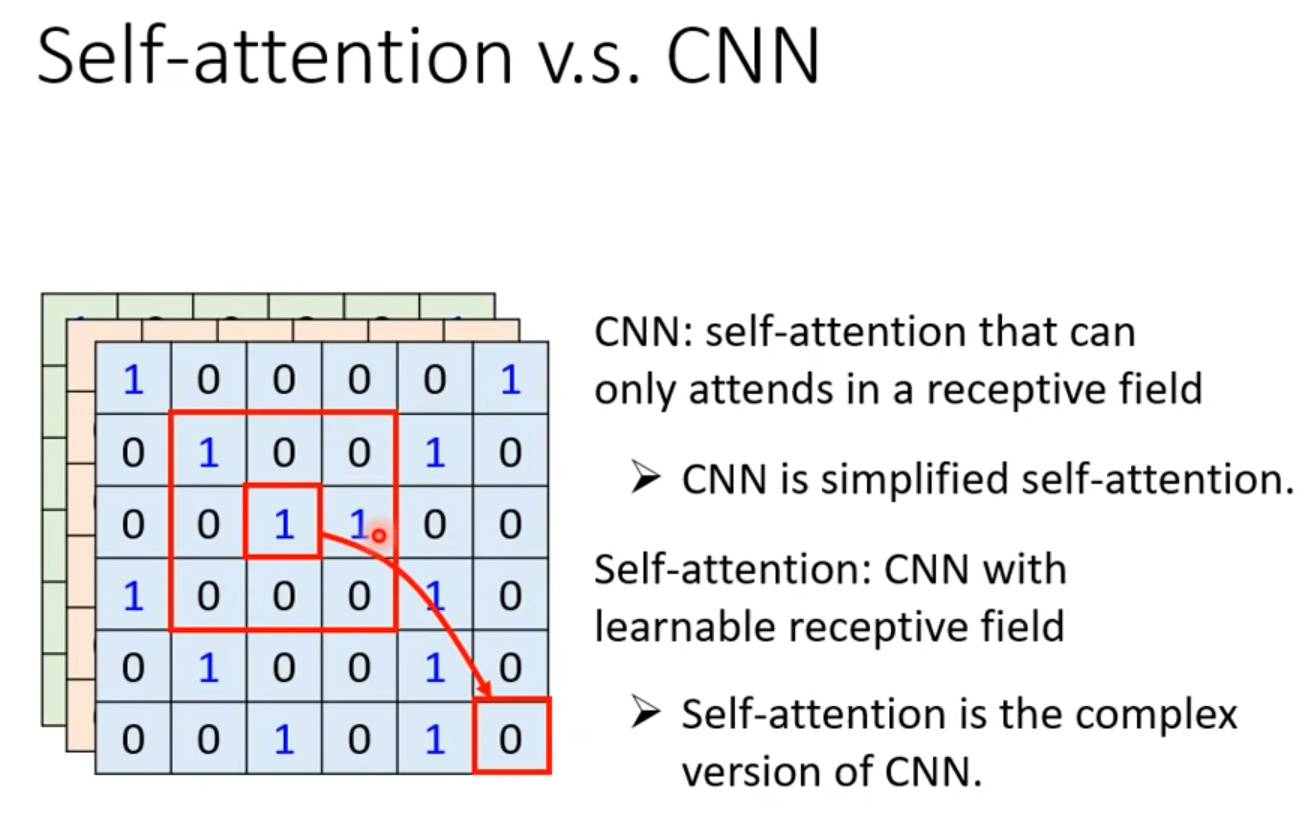 Self-attention v.s. CNN
1 0 0 0 0 1
0 1 0 0 1 0
0 0 1 1 0 0
1 0 0 0 1 0
0 1 0 0 1 0
0 0 1 0 1 0
CNN: self-attention that can
only attends in a receptive field
➢ CNN is simplified self-attention.
Self-attention: CNN with
learnable receptive field
➢ Self-attention is the complex
version of CNN.